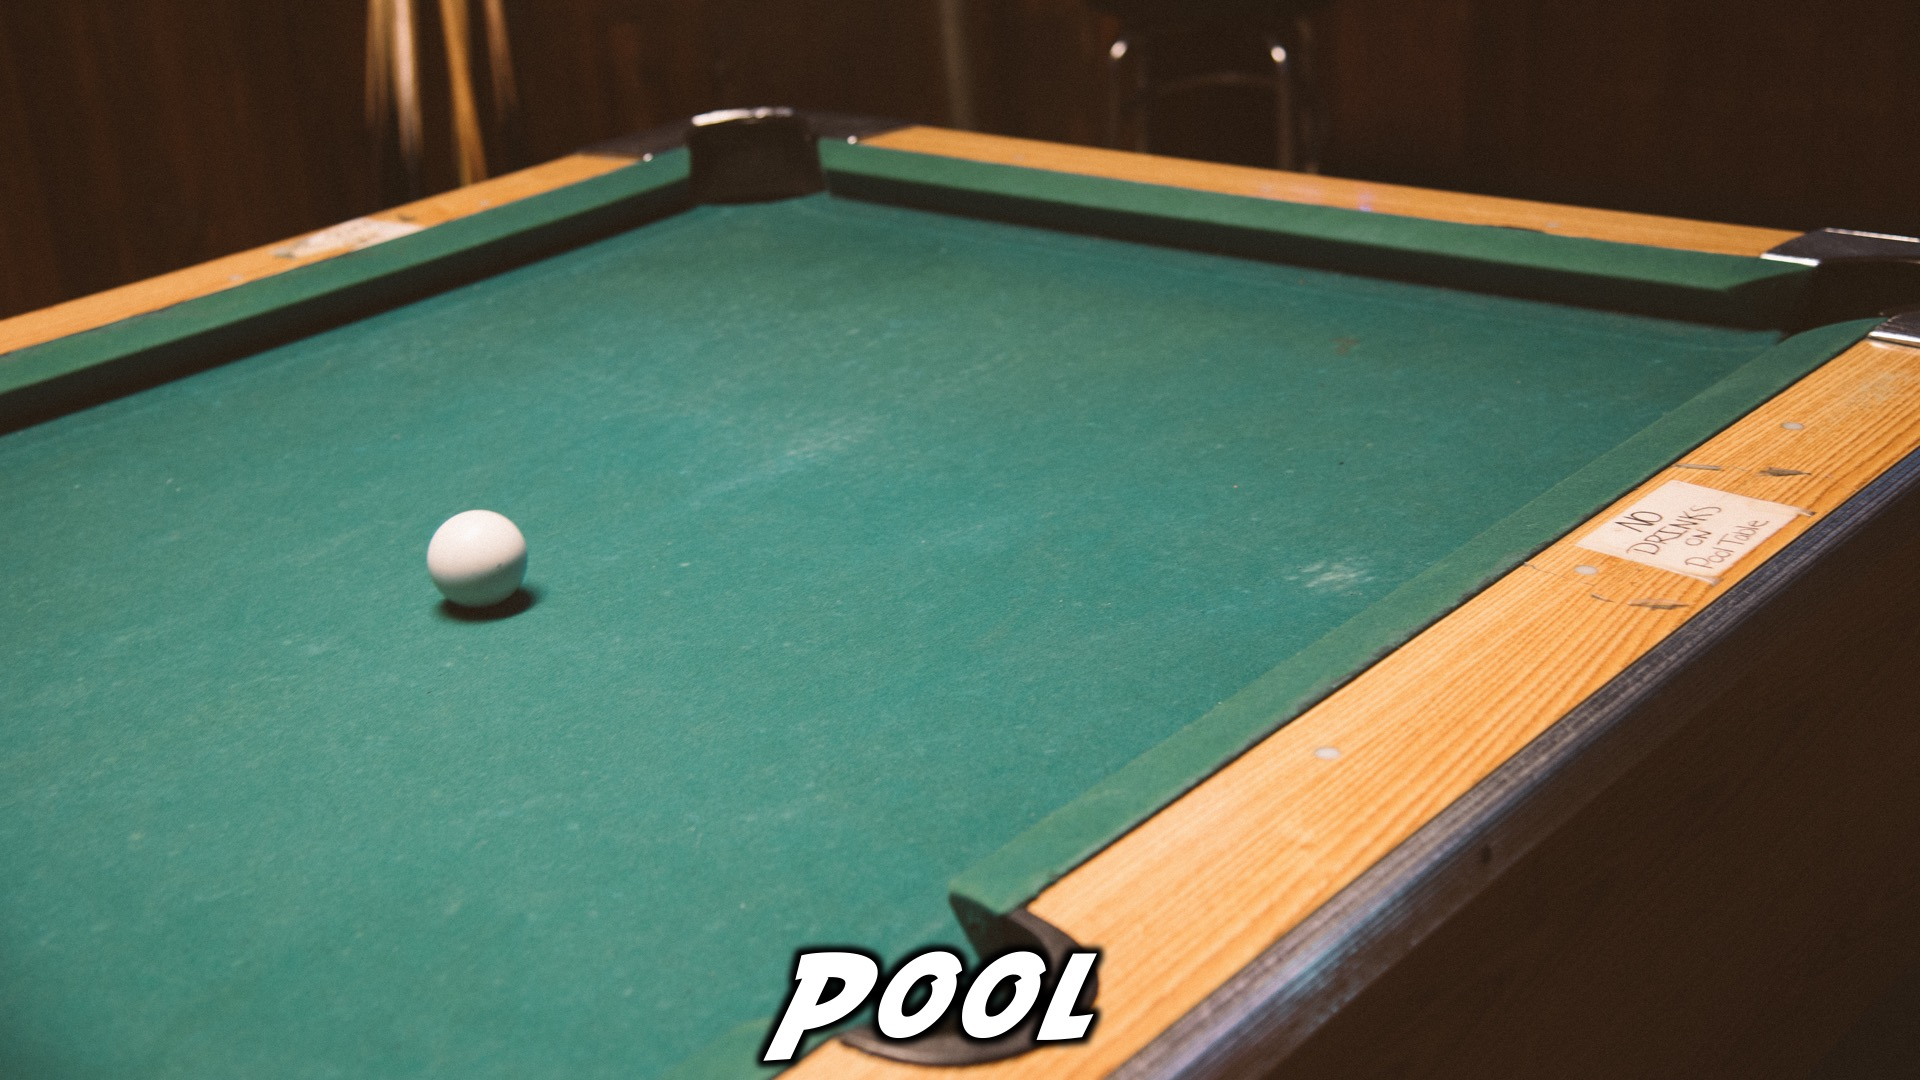 NO
DRINKS
ON
Pool Table
POOL